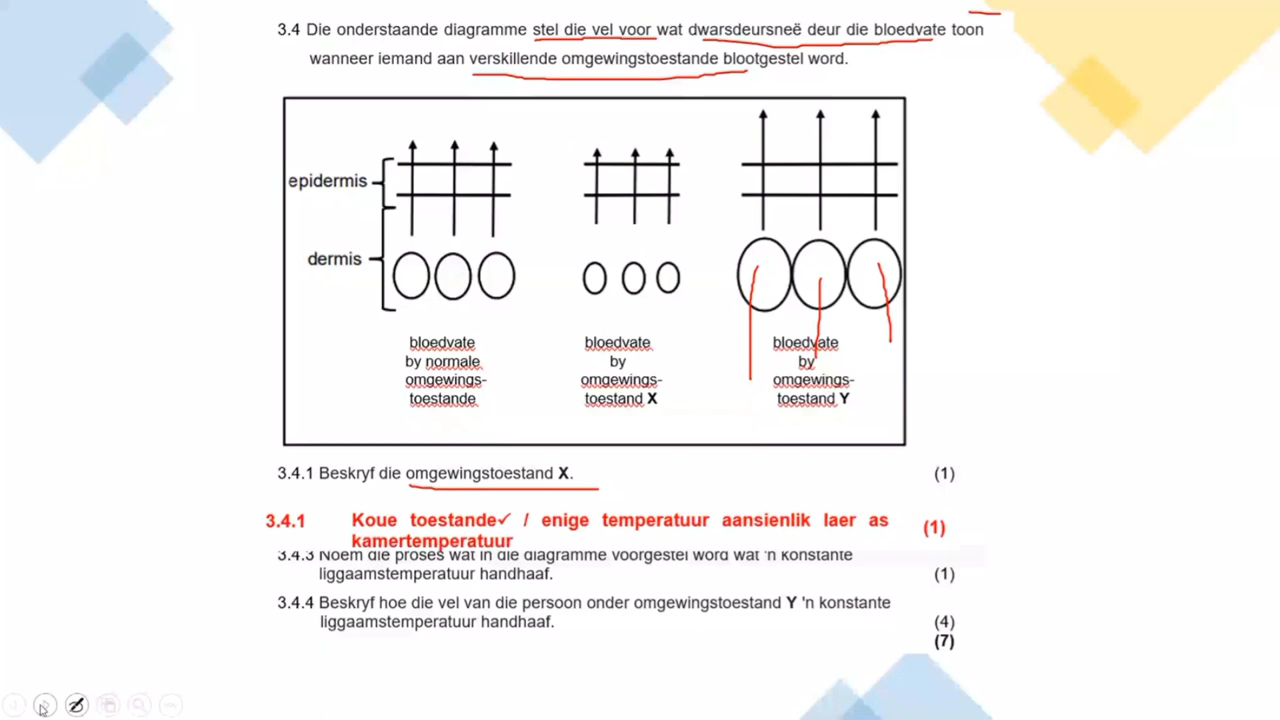 3.4 Die onderstaande diagramme stel die vel voor wat dwarsdeursneë deur die bloedvate toon
wanneer iemand aan verskillende omgewingstoestande blootgestel word.
epidermis
dermis
bloedvate
by normale
omgewings-
toestande
bloedvate
by
omgewings-
toestand X
bloedvate
by
omgewings-
toestand Y
3.4.1 Beskryf die omgewingstoestand X. (1)
3.4.1 Koue toestande✓ / enige temperatuur aansienlik laer as (1)
kamertemperatuur
3.4.3 Noem die proses wat in die diagramme voorgestel word wat 'n konstante
liggaamstemperatuur handhaaf. (1)
3.4.4 Beskryf hoe die vel van die persoon onder omgewingstoestand Y 'n konstante
liggaamstemperatuur handhaaf. (4)
(7)